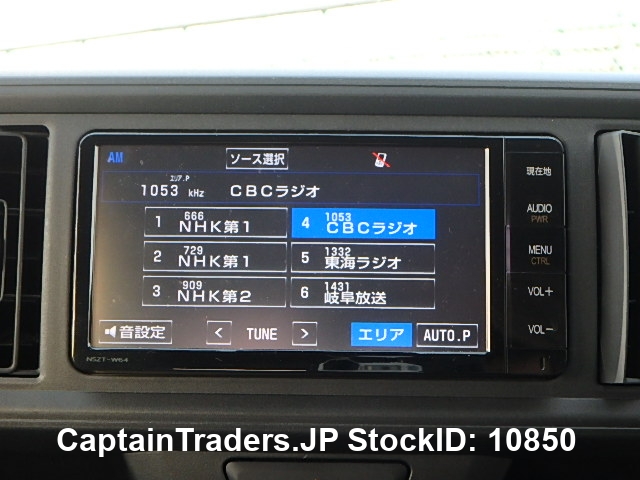 AM
ソース選択
エリア.P
1053 kHz CBCラジオ
1 666 NHK第1
4 1053 CBCラジオ
2 729 NHK第1
5 1332 東海ラジオ
3 909 NHK第2
6 1431 岐阜放送
音設定 < TUNE > エリア AUTO.P
現在地
AUDIO
PWR
MENU
CTRL
VOL+
VOL-
NSZT-W64
CaptainTraders.JP StockID: 10850